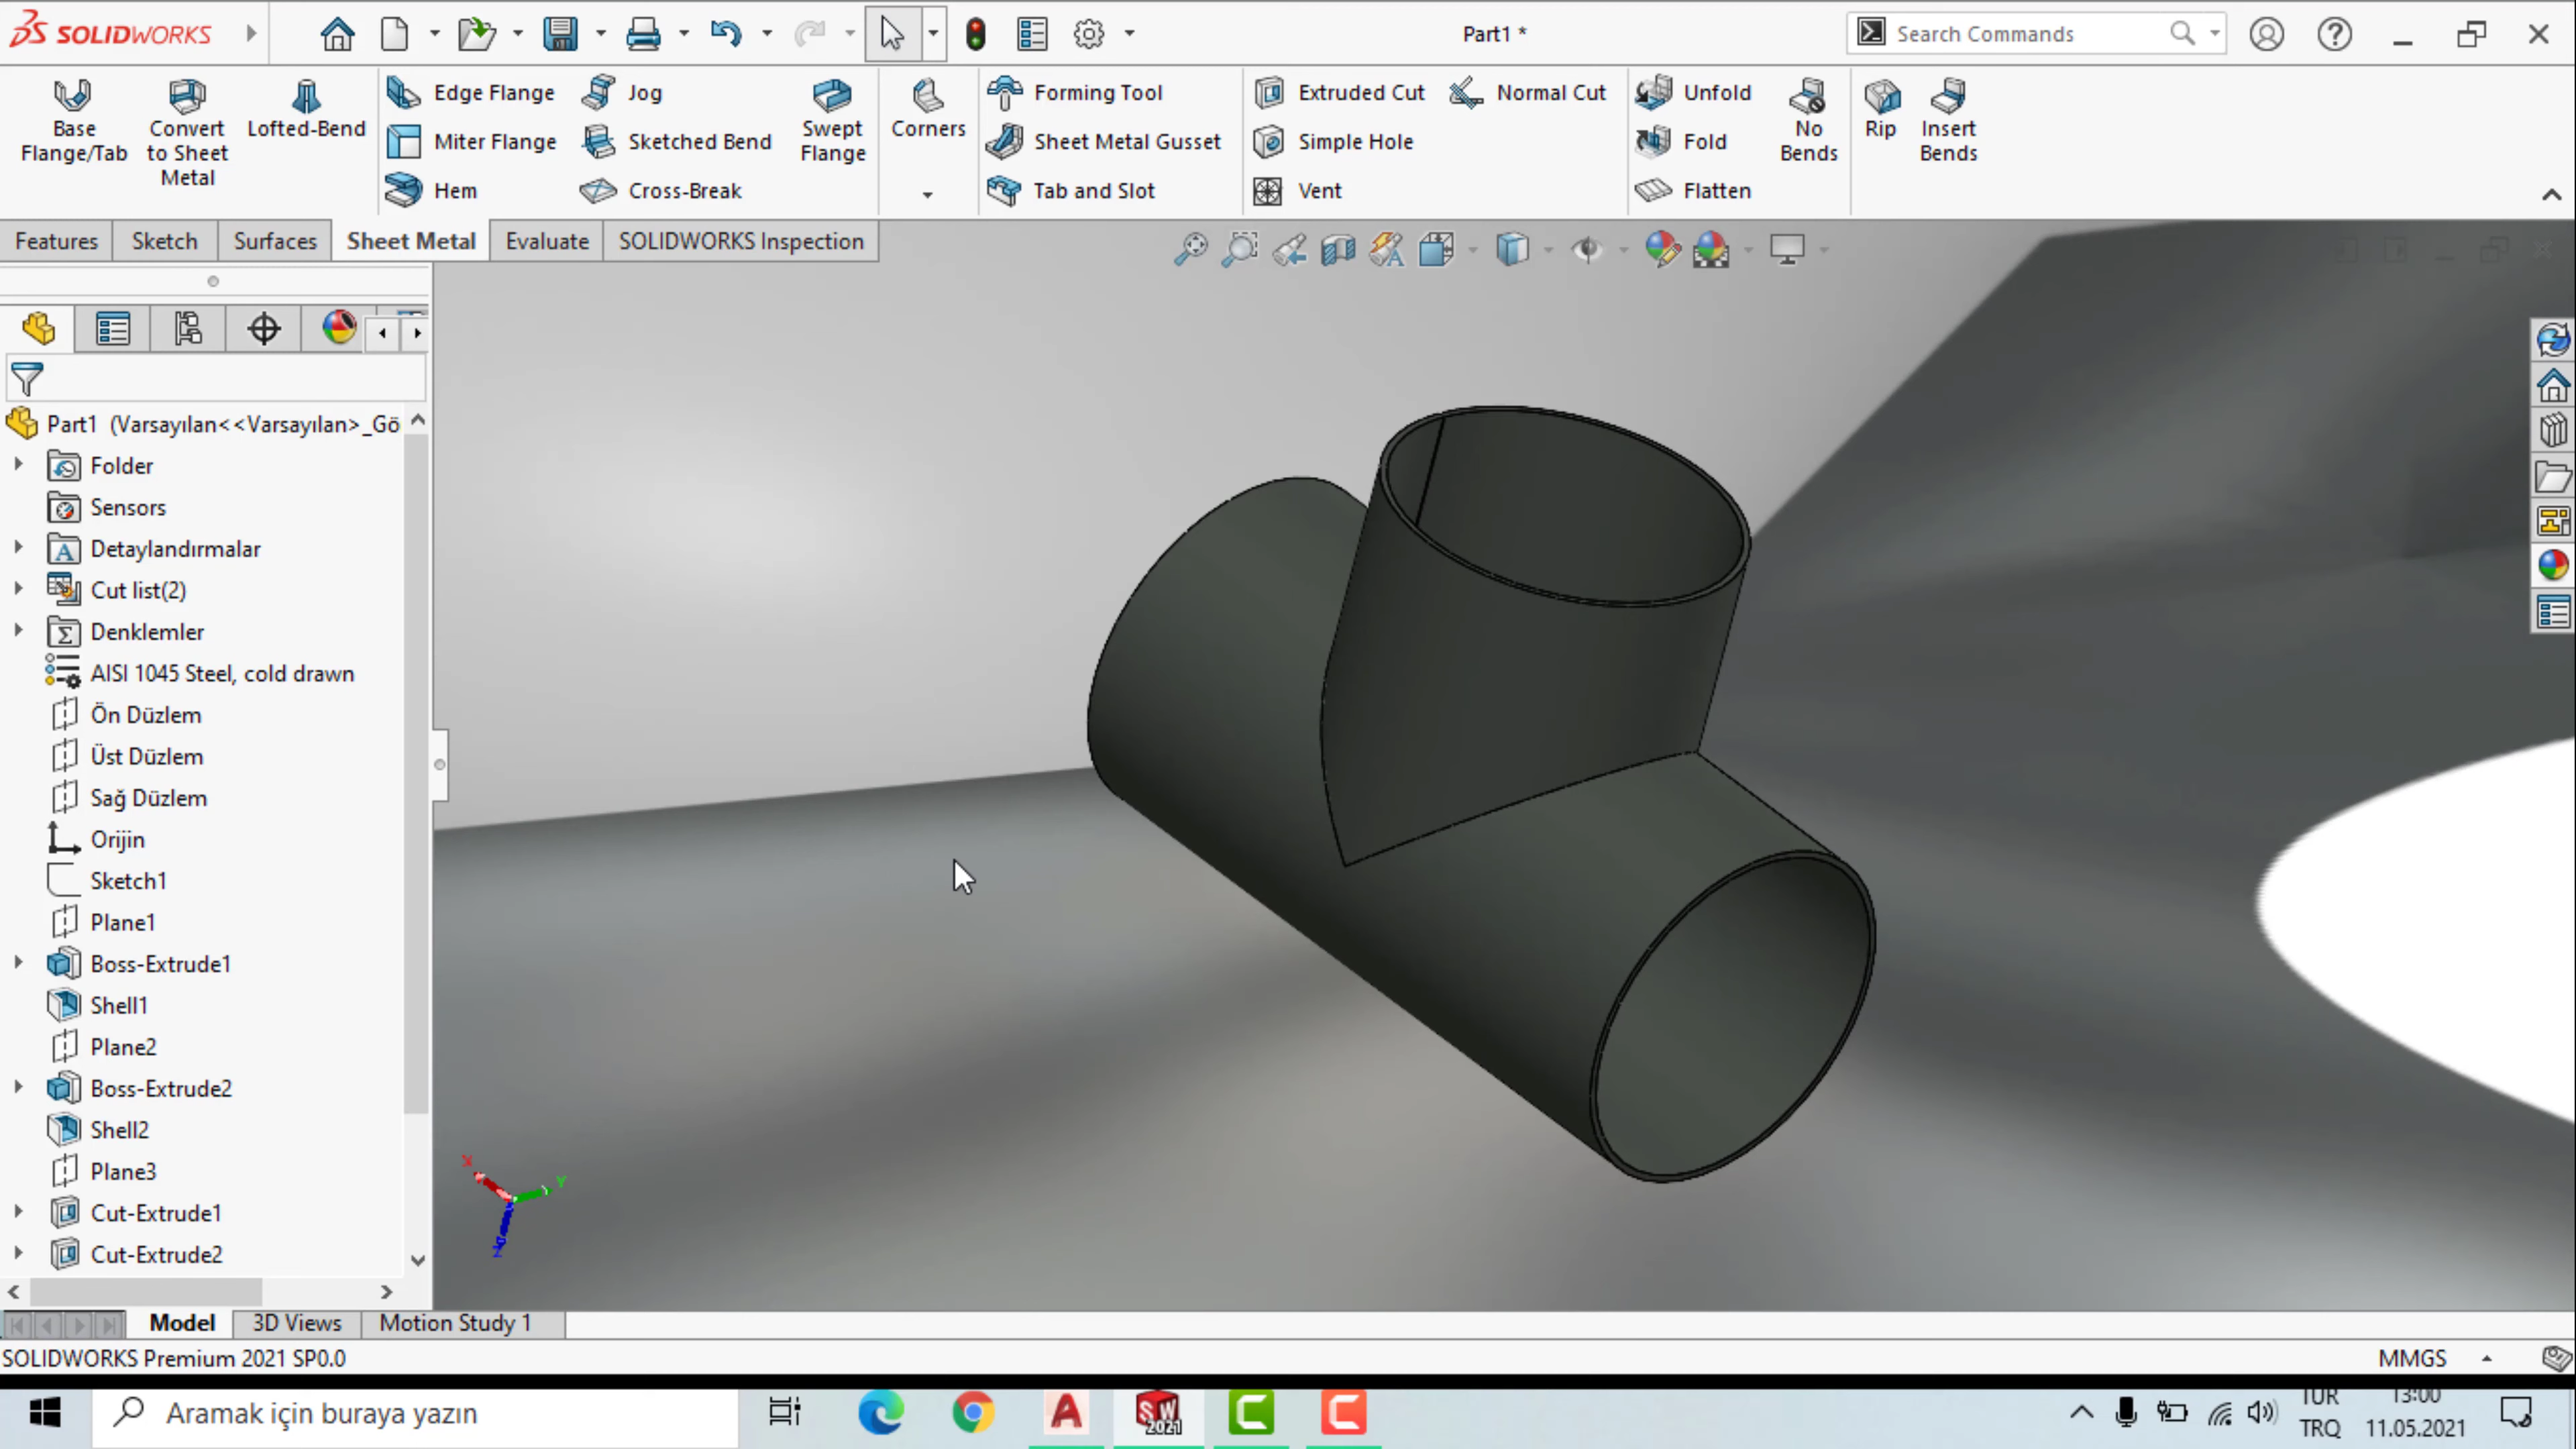 SOLIDWORKS
Part1 *
Search Commands
Base Flange/Tab
Convert to Sheet Metal
Lofted-Bend
Edge Flange
Miter Flange
Hem
Jog
Sketched Bend
Cross-Break
Swept Flange
Corners
Forming Tool
Sheet Metal Gusset
Tab and Slot
Extruded Cut
Simple Hole
Vent
Normal Cut
Unfold
Fold
Flatten
No Bends
Rip
Insert Bends
Features
Sketch
Surfaces
Sheet Metal
Evaluate
SOLIDWORKS Inspection
Part1 (Varsayılan<<Varsayılan>_Gö
Folder
Sensors
Detaylandırmalar
Cut list(2)
Denklemler
AISI 1045 Steel, cold drawn
Ön Düzlem
Üst Düzlem
Sağ Düzlem
Orijin
Sketch1
Plane1
Boss-Extrude1
Shell1
Plane2
Boss-Extrude2
Shell2
Plane3
Cut-Extrude1
Cut-Extrude2
X
Y
Z
Model
3D Views
Motion Study 1
SOLIDWORKS Premium 2021 SP0.0
MMGS
Aramak için buraya yazın
SW 2021
TUR
TRQ
13:00
11.05.2021